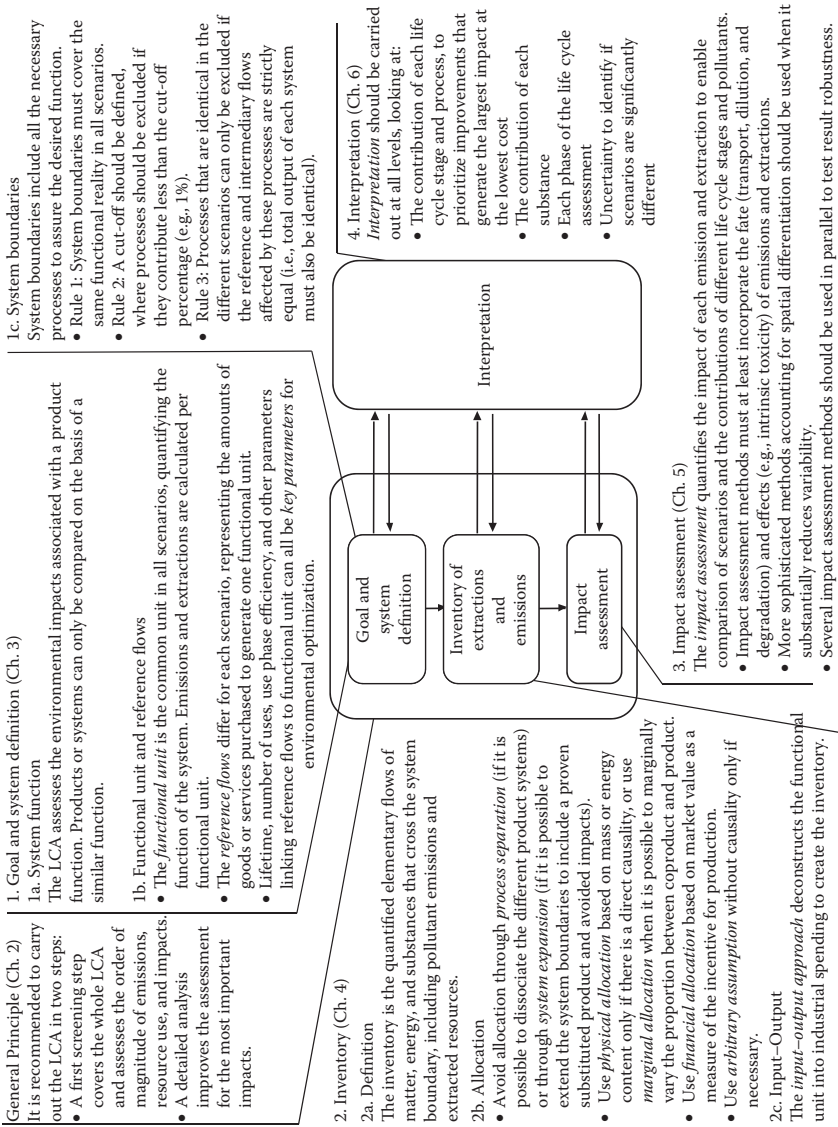 General Principle (Ch. 2)
It is recommended to carry
out the LCA in two steps:
• A first screening step
covers the whole LCA
and assesses the order of
magnitude of emissions,
resource use, and impacts.
• A detailed analysis
improves the assessment
for the most important
impacts.
1. Goal and system definition (Ch. 3)
1a. System function
The LCA assesses the environmental impacts associated with a product
function. Products or systems can only be compared on the basis of a
similar function.
1b. Functional unit and reference flows
• The functional unit is the common unit in all scenarios, quantifying the
function of the system. Emissions and extractions are calculated per
functional unit.
• The reference flows differ for each scenario, representing the amounts of
goods or services purchased to generate one functional unit.
• Lifetime, number of uses, use phase efficiency, and other parameters
linking reference flows to functional unit can all be key parameters for
environmental optimization.
1c. System boundaries
System boundaries include all the necessary
processes to assure the desired function.
• Rule 1: System boundaries must cover the
same functional reality in all scenarios.
• Rule 2: A cut-off should be defined,
where processes should be excluded if
they contribute less than the cut-off
percentage (e.g., 1%).
• Rule 3: Processes that are identical in the
different scenarios can only be excluded if
the reference and intermediary flows
affected by these processes are strictly
equal (i.e., total output of each system
must also be identical).
2. Inventory (Ch. 4)
2a. Definition
The inventory is the quantified elementary flows of
matter, energy, and substances that cross the system
boundary, including pollutant emissions and
extracted resources.
2b. Allocation
• Avoid allocation through process separation (if it is
possible to dissociate the different product systems)
or through system expansion (if it is possible to
extend the system boundaries to include a proven
substituted product and avoided impacts).
• Use physical allocation based on mass or energy
content only if there is a direct causality, or use
marginal allocation when it is possible to marginally
vary the proportion between coproduct and product.
• Use financial allocation based on market value as a
measure of the incentive for production.
• Use arbitrary assumption without causality only if
necessary.
2c. Input–Output
The input–output approach deconstructs the functional
unit into industrial spending to create the inventory.
Goal and
system
definition
Inventory of
extractions
and
emissions
Impact
assessment
Interpretation
3. Impact assessment (Ch. 5)
The impact assessment quantifies the impact of each emission and extraction to enable
comparison of scenarios and the contributions of different life cycle stages and pollutants.
• Impact assessment methods must at least incorporate the fate (transport, dilution, and
degradation) and effects (e.g., intrinsic toxicity) of emissions and extractions.
• More sophisticated methods accounting for spatial differentiation should be used when it
substantially reduces variability.
• Several impact assessment methods should be used in parallel to test result robustness.
4. Interpretation (Ch. 6)
Interpretation should be carried
out at all levels, looking at:
• The contribution of each life
cycle stage and process, to
prioritize improvements that
generate the largest impact at
the lowest cost
• The contribution of each
substance
• Each phase of the life cycle
assessment
• Uncertainty to identify if
scenarios are significantly
different